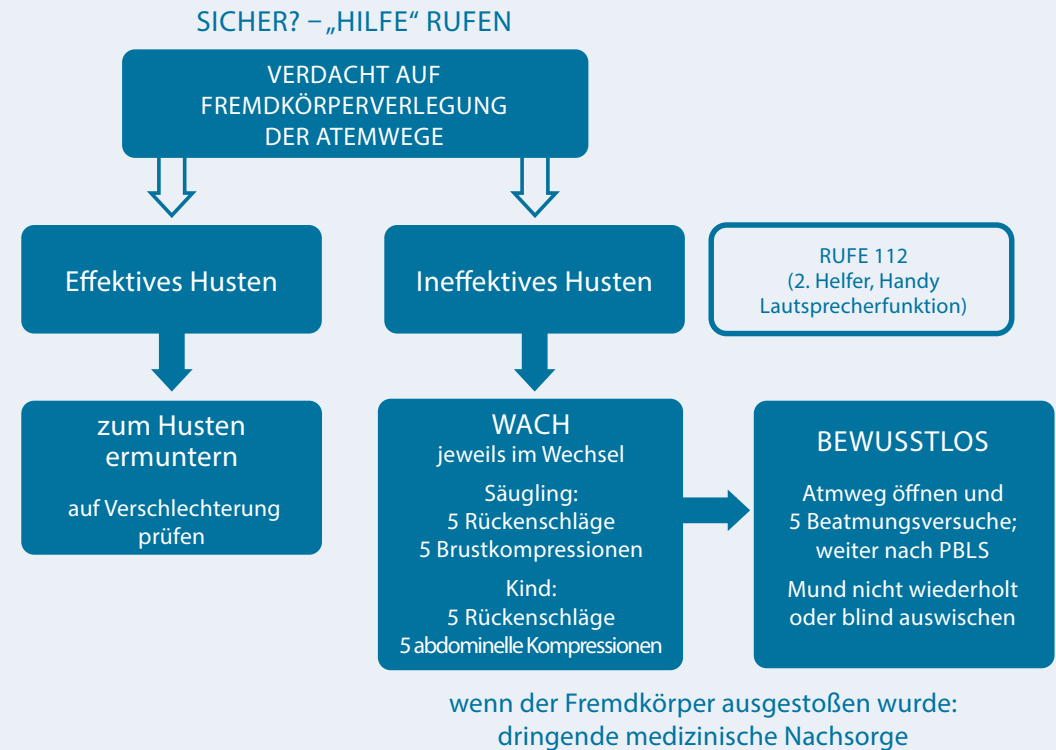 SICHER? – „HILFE“ RUFEN
VERDACHT AUF
FREMDKÖRPERVERLEGUNG
DER ATEMWEGE
Effektives Husten
Ineffektives Husten
RUFE 112
(2. Helfer, Handy
Lautsprecherfunktion)
zum Husten
ermuntern
auf Verschlechterung
prüfen
WACH
jeweils im Wechsel
Säugling:
5 Rückenschläge
5 Brustkompressionen
Kind:
5 Rückenschläge
5 abdominelle Kompressionen
BEWUSSTLOS
Atmweg öffnen und
5 Beatmungsversuche;
weiter nach PBLS
Mund nicht wiederholt
oder blind auswischen
wenn der Fremdkörper ausgestoßen wurde:
dringende medizinische Nachsorge